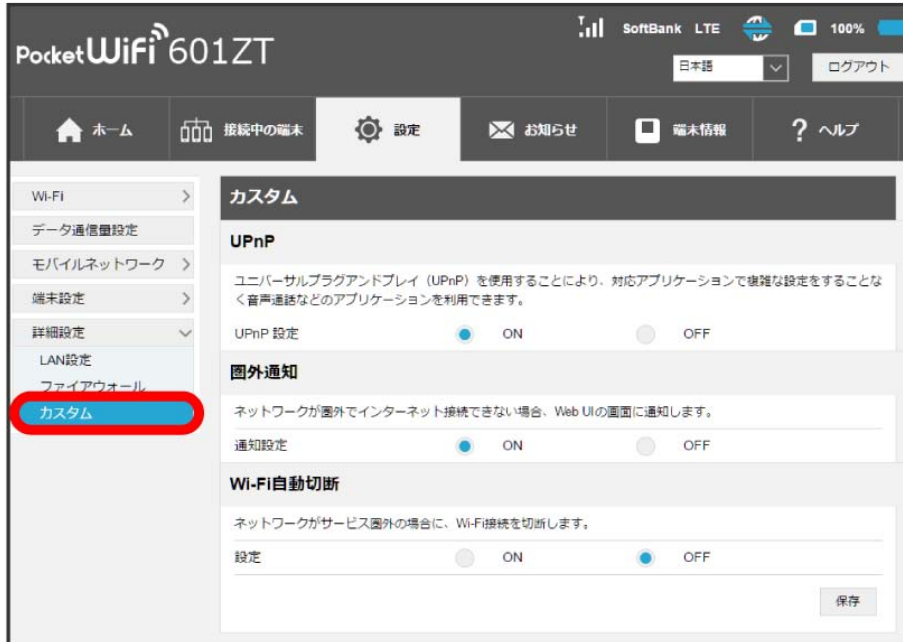 SoftBank LTE 100%
Pocket WiFi 601ZT
日本語 ログアウト
ホーム 接続中の端末 設定 お知らせ 端末情報 ? ヘルプ
Wi-Fi
データ通信量設定
モバイルネットワーク
端末設定
詳細設定
LAN設定
ファイアウォール
カスタム
カスタム
UPnP
ユニバーサルプラグアンドプレイ（UPnP）を使用することにより、対応アプリケーションで複雑な設定をすることな
く音声通話などのアプリケーションを利用できます。
UPnP 設定 ON OFF
圏外通知
ネットワークが圏外でインターネット接続できない場合、Web UIの画面に通知します。
通知設定 ON OFF
Wi-Fi自動切断
ネットワークがサービス圏外の場合に、Wi-Fi接続を切断します。
設定 ON OFF
保存